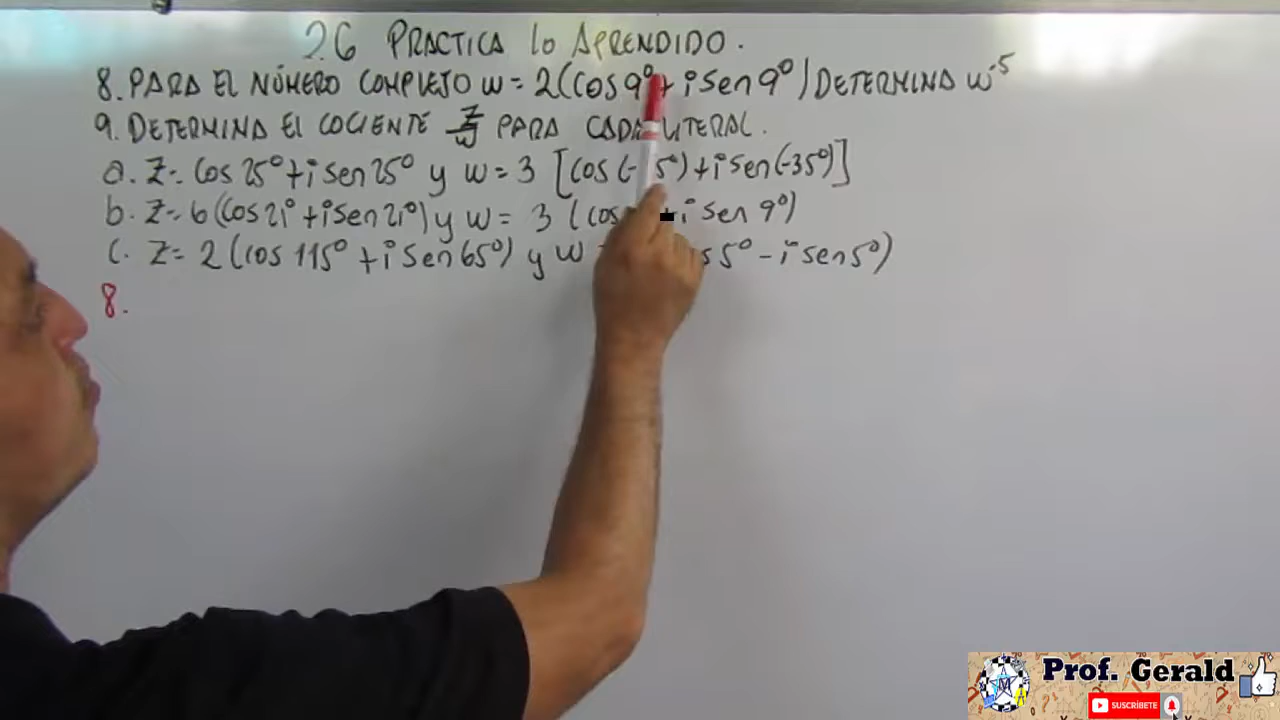 2.6 PRACTICA lo APRENDIDO.
8. PARA EL NÚMERO COMPLEJO w = 2(cos 9° + i sen 9°) DETERMINA w⁻⁵
9. DETERMINA El COCIENTE Z/w PARA CADA LITERAL.
a. Z= cos 25° + i sen 25° y w = 3 [cos(- 5°) + i sen(-35°)]
b. Z= 6 (cos 21° + i sen 21°) y w = 3 (cos i sen 9°)
c. Z= 2 (cos 115° + i sen 65°) y w s 5° - i sen 5°)
8.
Prof. Gerald
SUSCRÍBETE